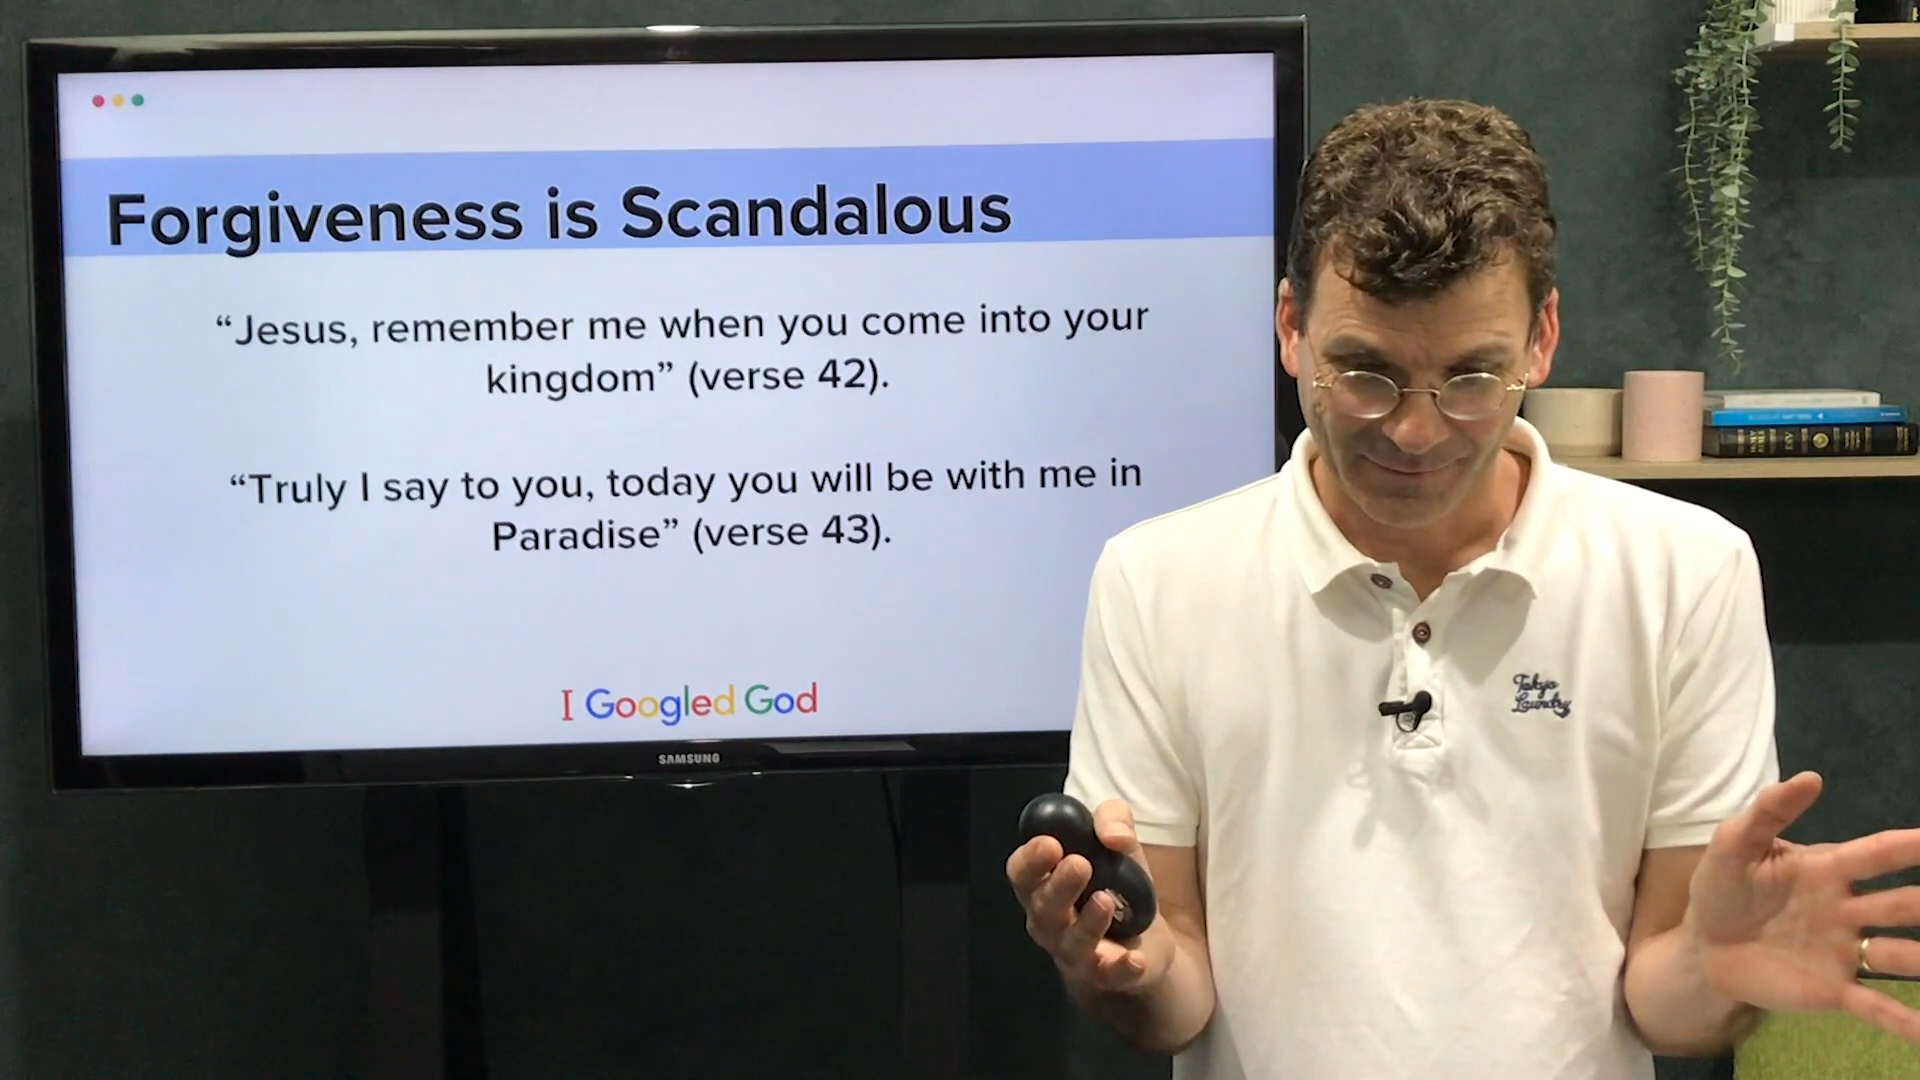 Forgiveness is Scandalous
“Jesus, remember me when you come into your
kingdom” (verse 42).
“Truly I say to you, today you will be with me in
Paradise” (verse 43).
I Googled God
SAMSUNG
Tokyo
Laundry